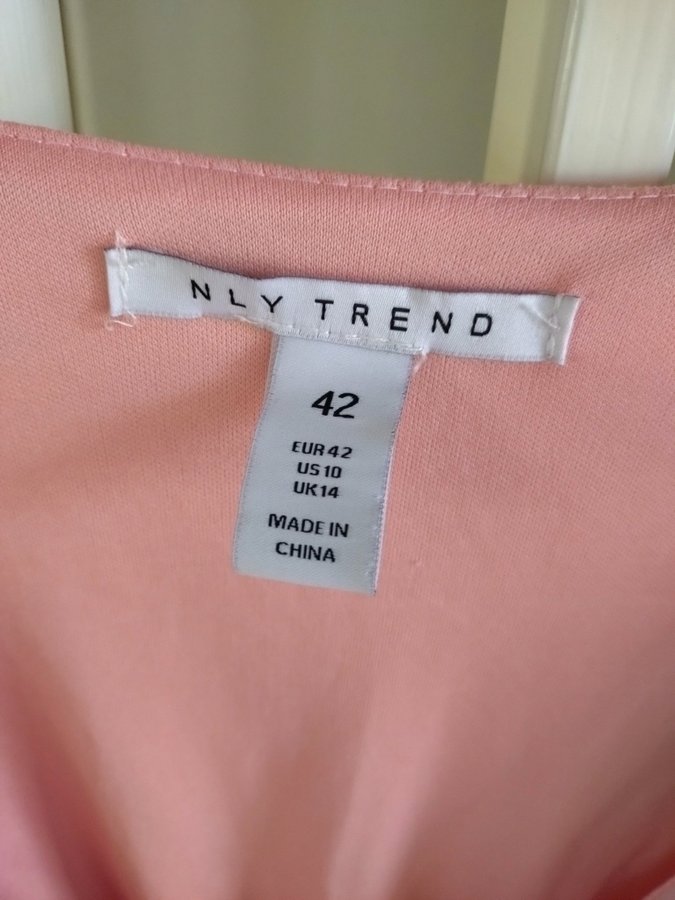 NLY TREND
42
EUR 42
US 10
UK 14
MADE IN
CHINA